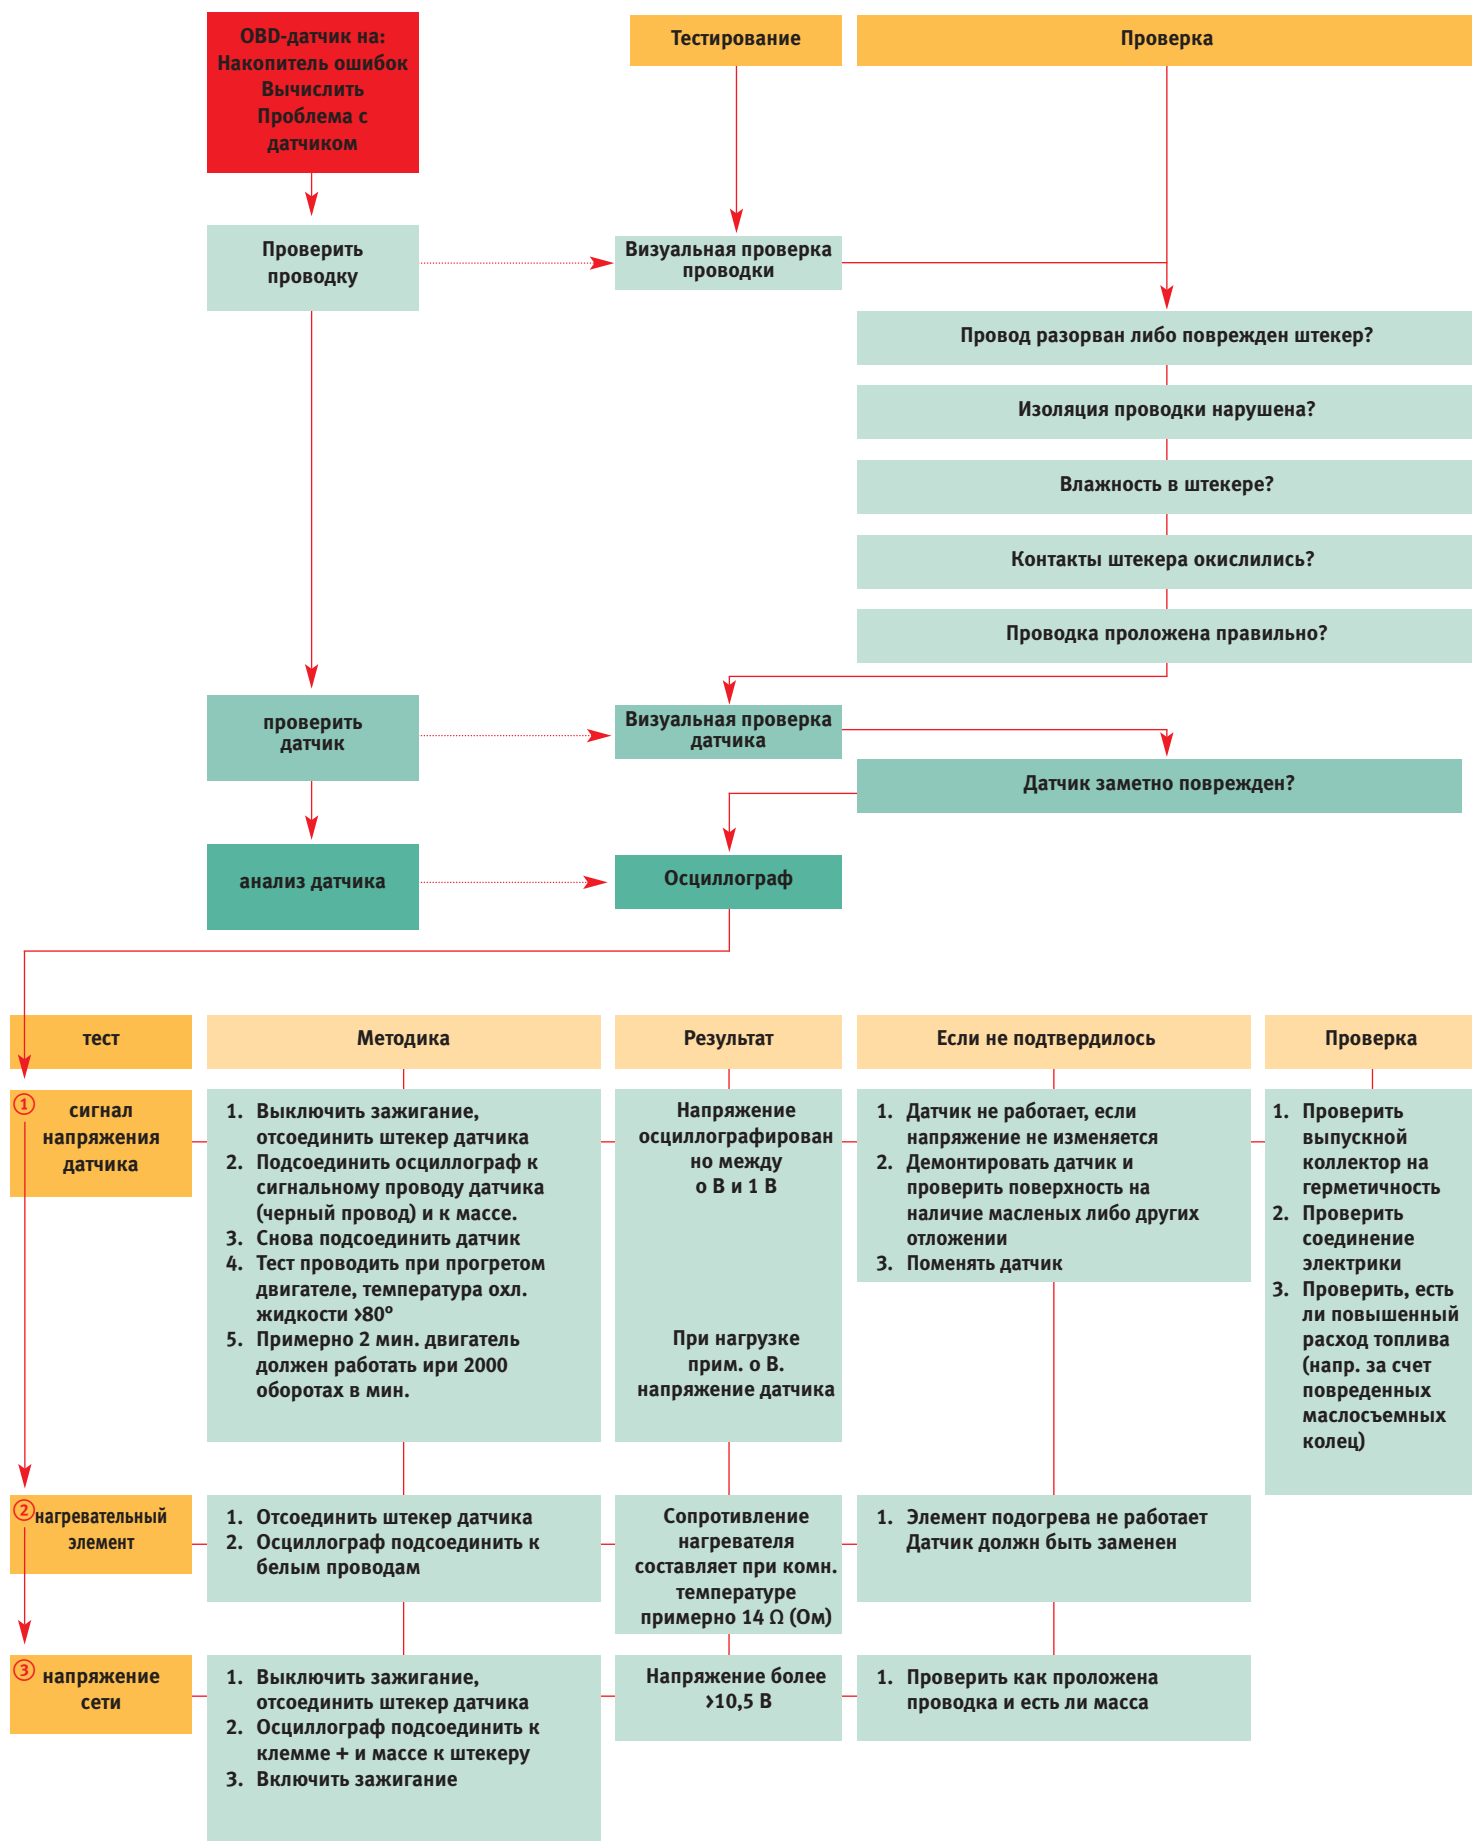 OBD-датчик на:
Накопитель ошибок
Вычислить
Проблема с
датчиком
Тестирование
Проверка
Проверить
проводку
Визуальная проверка
проводки
Провод разорван либо поврежден штекер?
Изоляция проводки нарушена?
Влажность в штекере?
Контакты штекера окислились?
Проводка проложена правильно?
проверить
датчик
Визуальная проверка
датчика
Датчик заметно поврежден?
анализ датчика
Осциллограф
тест
Методика
Результат
Если не подтвердилось
Проверка
1
сигнал
напряжения
датчика
1. Выключить зажигание,
отсоединить штекер датчика
2. Подсоединить осциллограф к
сигнальному проводу датчика
(черный провод) и к массе.
3. Снова подсоединить датчик
4. Тест проводить при прогретом
двигателе, температура охл.
жидкости >80º
5. Примерно 2 мин. двигатель
должен работать ири 2000
оборотах в мин.
Напряжение
осциллографирован
но между
о В и 1 В
При нагрузке
прим. о В.
напряжение датчика
1. Датчик не работает, если
напряжение не изменяется
2. Демонтировать датчик и
проверить поверхность на
наличие масленых либо других
отложении
3. Поменять датчик
1. Проверить
выпускной
коллектор на
герметичность
2. Проверить
соединение
электрики
3. Проверить, есть
ли повышенный
расход топлива
(напр. за счет
повреденных
маслосъемных
колец)
2
нагревательный
элемент
1. Отсоединить штекер датчика
2. Осциллограф подсоединить к
белым проводам
Сопротивление
нагревателя
составляет при комн.
температуре
примерно 14 Ω (Ом)
1. Элемент подогрева не работает
Датчик должн быть заменен
3
напряжение
сети
1. Выключить зажигание,
отсоединить штекер датчика
2. Осциллограф подсоединить к
клемме + и массе к штекеру
3. Включить зажигание
Напряжение более
>10,5 В
1. Проверить как проложена
проводка и есть ли масса